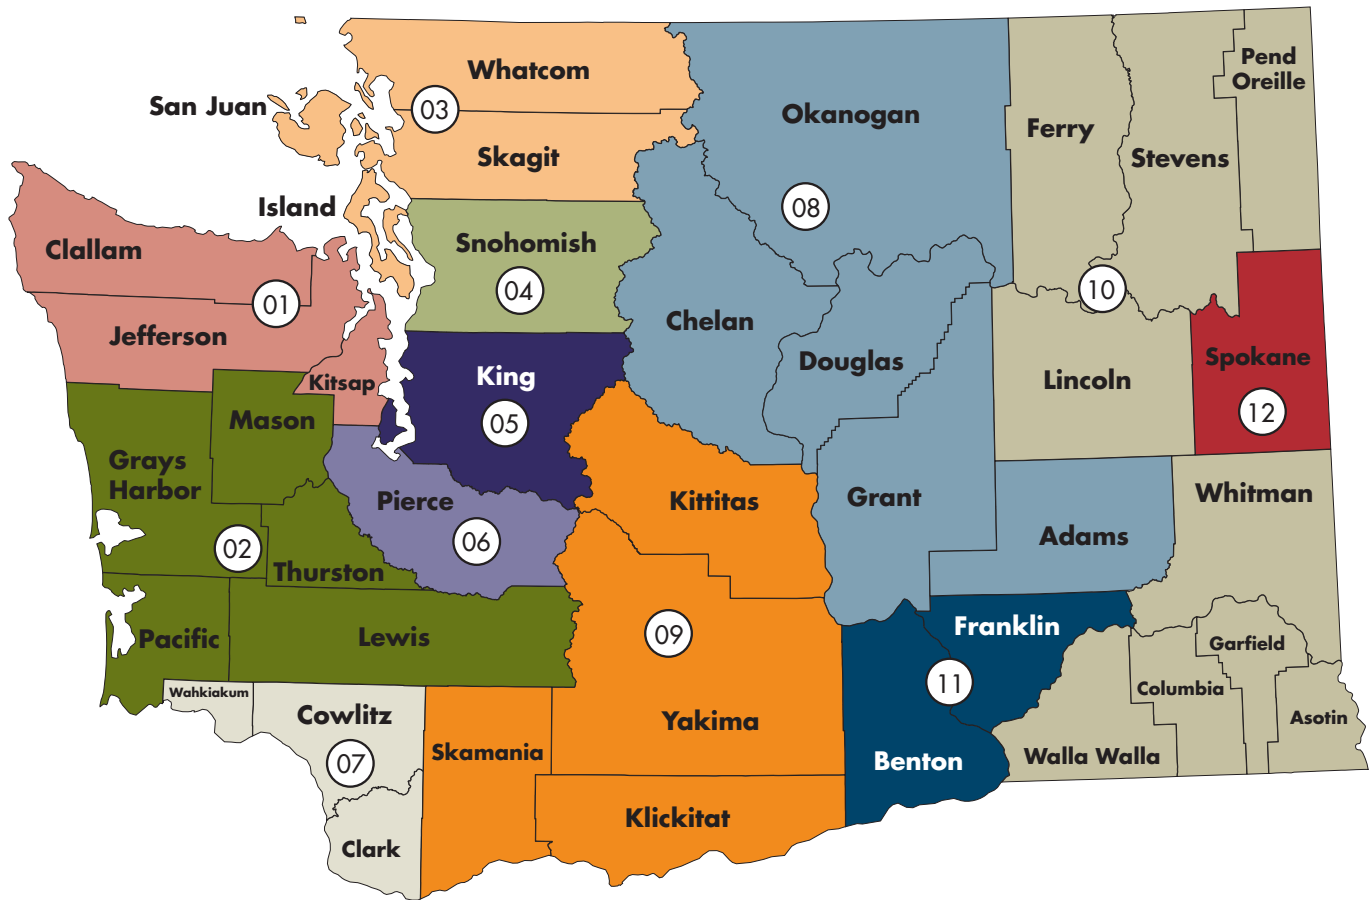 Whatcom
Pend
Oreille
San Juan
03
Okanogan
Ferry
Skagit
Stevens
Island
08
Clallam
Snohomish
04
10
01
Jefferson
Chelan
Spokane
Douglas
King
Kitsap
Lincoln
12
Mason
05
Grays
Harbor
Pierce
Kittitas
Grant
Whitman
Adams
02
06
Thurston
Pacific
Lewis
09
Franklin
Garfield
11
Wahkiakum
Columbia
Cowlitz
Yakima
Asotin
07
Skamania
Benton
Walla Walla
Klickitat
Clark